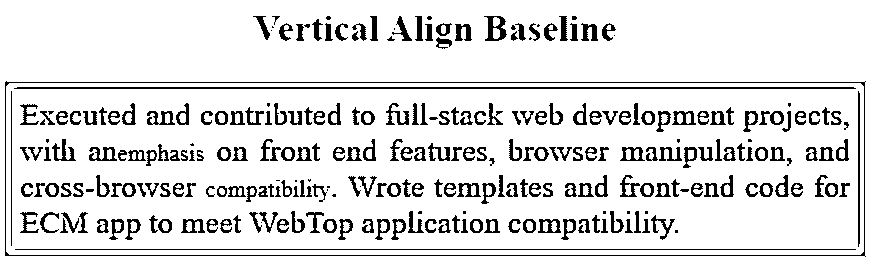 Vertical Align Baseline
Executed and contributed to full-stack web development projects,
with anemphasis on front end features, browser manipulation, and
cross-browser compatibility. Wrote templates and front-end code for
ECM app to meet WebTop application compatibility.